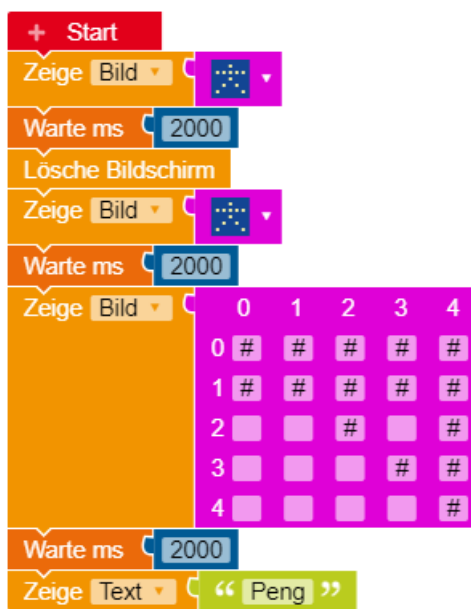 + Start
Zeige Bild
Warte ms 2000
Lösche Bildschirm
Zeige Bild
Warte ms 2000
Zeige Bild 0 1 2 3 4
0 # # # # #
1 # # # # #
2 # #
3 # #
4 #
Warte ms 2000
Zeige Text “ Peng ”